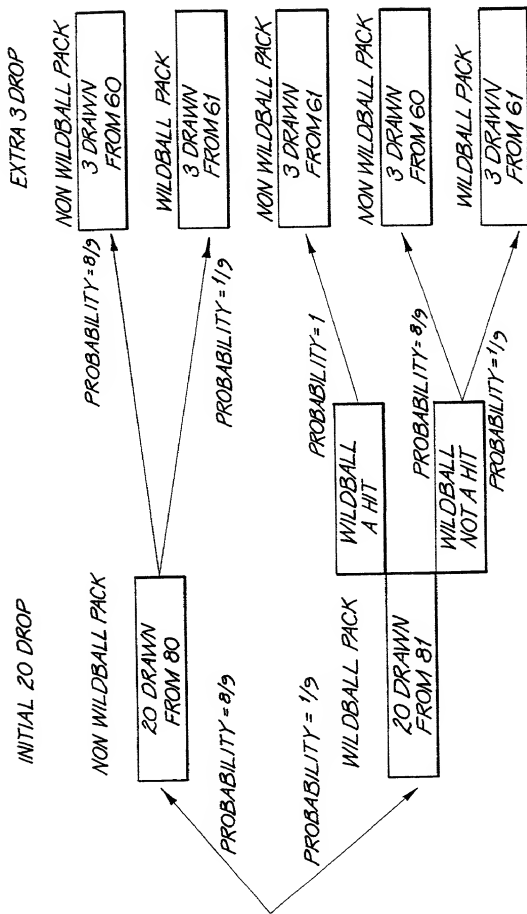 INITIAL 20 DROP
EXTRA 3 DROP
NON WILDBALL PACK
20 DRAWN
FROM 80
PROBABILITY = 8/9
PROBABILITY = 1/9
WILDBALL PACK
20 DRAWN
FROM 81
WILDBALL
A HIT
WILDBALL
NOT A HIT
PROBABILITY = 8/9
PROBABILITY = 1/9
PROBABILITY = 1
PROBABILITY = 8/9
PROBABILITY = 1/9
NON WILDBALL PACK
3 DRAWN
FROM 60
WILDBALL PACK
3 DRAWN
FROM 61
NON WILDBALL PACK
3 DRAWN
FROM 61
NON WILDBALL PACK
3 DRAWN
FROM 60
WILDBALL PACK
3 DRAWN
FROM 61